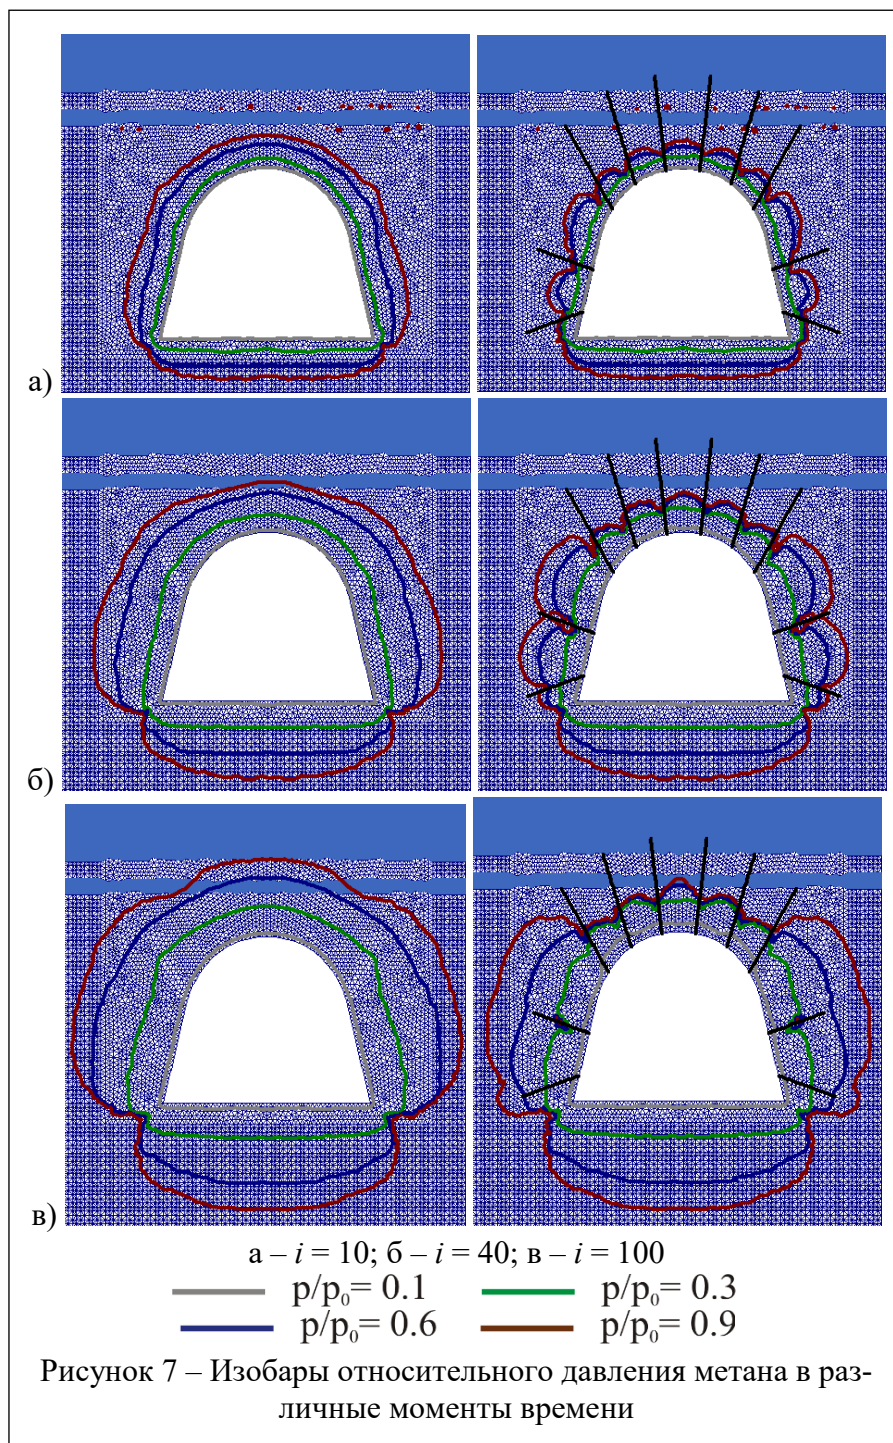 а)
б)
в)
а – i = 10; б – i = 40; в – i = 100
p/p₀= 0.1 p/p₀= 0.3
p/p₀= 0.6 p/p₀= 0.9
Рисунок 7 – Изобары относительного давления метана в раз-
личные моменты времени